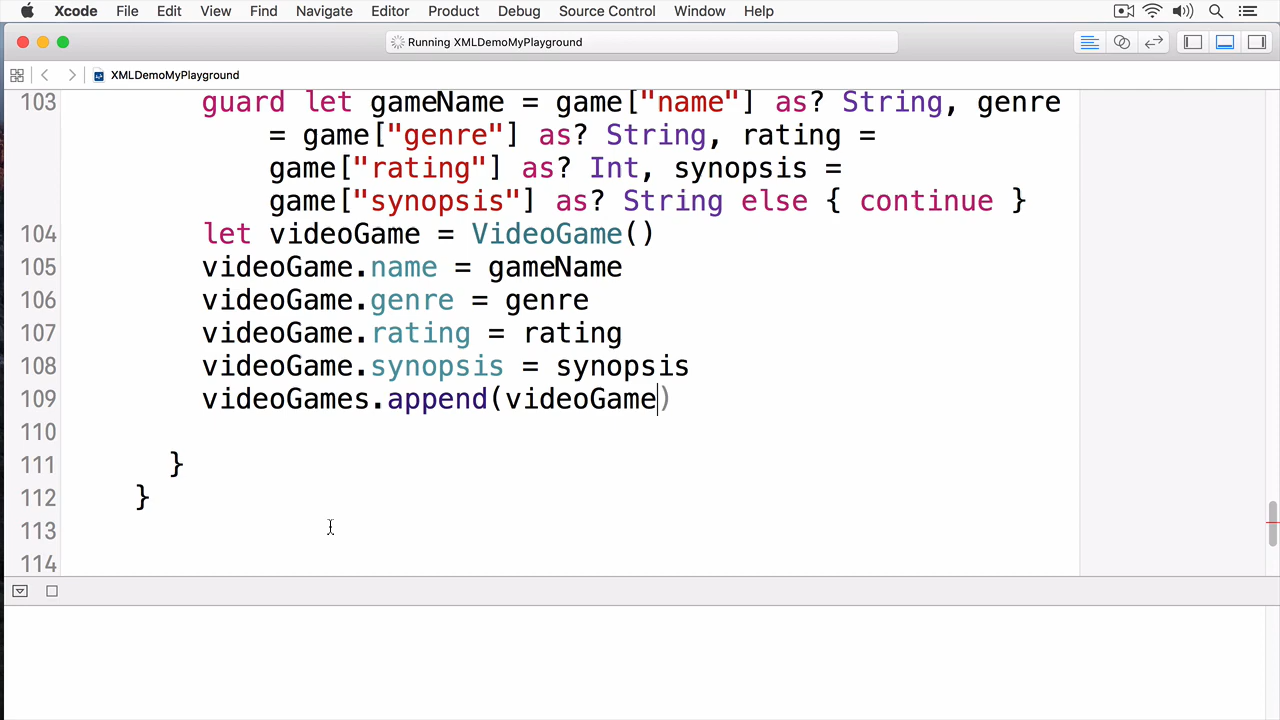 Xcode File Edit View Find Navigate Editor Product Debug Source Control Window Help
Running XMLDemoMyPlayground
XMLDemoMyPlayground
103 guard let gameName = game["name"] as? String, genre
= game["genre"] as? String, rating =
game["rating"] as? Int, synopsis =
game["synopsis"] as? String else { continue }
104 let videoGame = VideoGame()
105 videoGame.name = gameName
106 videoGame.genre = genre
107 videoGame.rating = rating
108 videoGame.synopsis = synopsis
109 videoGames.append(videoGame)
110
111 }
112 }
113
114